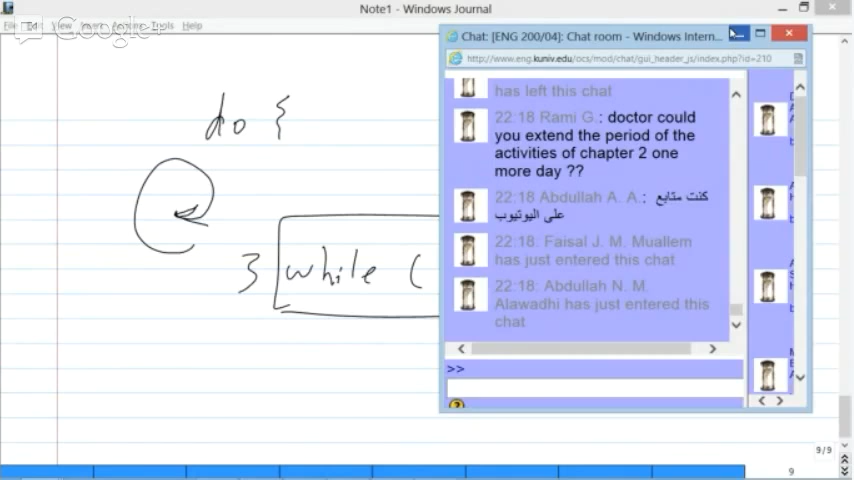 Note1 - Windows Journal
File Edit View Insert Actions Tools Help
Google+
do {
} while (
Chat: [ENG 200/04]: Chat room - Windows Intern...
http://www.eng.kuniv.edu/ocs/mod/chat/gui_header_js/index.php?id=210
has left this chat
22:18 Rami G.: doctor could
you extend the period of the
activities of chapter 2 one
more day ??
22:18 Abdullah A. A.: كنت متابع
على اليوتيوب
22:18: Faisal J. M. Muallem
has just entered this chat
22:18: Abdullah N. M.
Alawadhi has just entered this
chat
>>
9/9
9